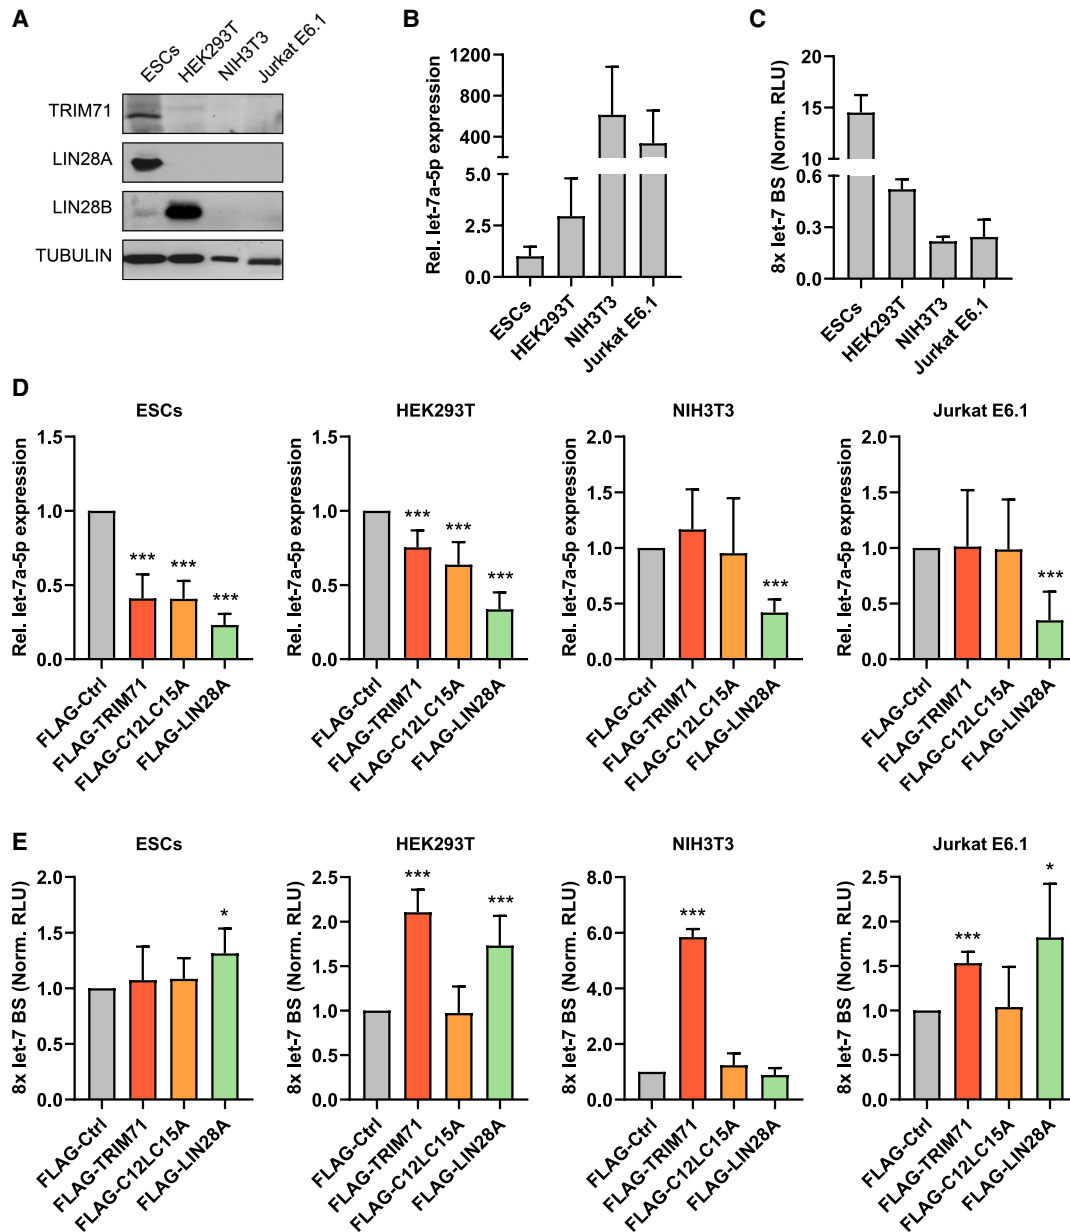 A
ESCs
HEK293T
NIH3T3
Jurkat E6.1
TRIM71
LIN28A
LIN28B
TUBULIN
B
Rel. let-7a-5p expression
1200
800
400
5.0
2.5
0.0
ESCs
HEK293T
NIH3T3
Jurkat E6.1
C
8x let-7 BS (Norm. RLU)
20
15
10
0.6
0.3
0.0
ESCs
HEK293T
NIH3T3
Jurkat E6.1
D
ESCs
Rel. let-7a-5p expression
1.5
1.0
0.5
0.0
***
***
***
FLAG-Ctrl
FLAG-TRIM71
FLAG-C12LC15A
FLAG-LIN28A
HEK293T
Rel. let-7a-5p expression
1.5
1.0
0.5
0.0
***
***
***
FLAG-Ctrl
FLAG-TRIM71
FLAG-C12LC15A
FLAG-LIN28A
NIH3T3
Rel. let-7a-5p expression
2.0
1.5
1.0
0.5
0.0
***
FLAG-Ctrl
FLAG-TRIM71
FLAG-C12LC15A
FLAG-LIN28A
Jurkat E6.1
Rel. let-7a-5p expression
2.0
1.5
1.0
0.5
0.0
***
FLAG-Ctrl
FLAG-TRIM71
FLAG-C12LC15A
FLAG-LIN28A
E
ESCs
8x let-7 BS (Norm. RLU)
2.0
1.5
1.0
0.5
0.0
*
FLAG-Ctrl
FLAG-TRIM71
FLAG-C12LC15A
FLAG-LIN28A
HEK293T
8x let-7 BS (Norm. RLU)
2.5
2.0
1.5
1.0
0.5
0.0
***
***
FLAG-Ctrl
FLAG-TRIM71
FLAG-C12LC15A
FLAG-LIN28A
NIH3T3
8x let-7 BS (Norm. RLU)
8.0
6.0
4.0
2.0
0.0
***
FLAG-Ctrl
FLAG-TRIM71
FLAG-C12LC15A
FLAG-LIN28A
Jurkat E6.1
8x let-7 BS (Norm. RLU)
2.5
2.0
1.5
1.0
0.5
0.0
***
*
FLAG-Ctrl
FLAG-TRIM71
FLAG-C12LC15A
FLAG-LIN28A